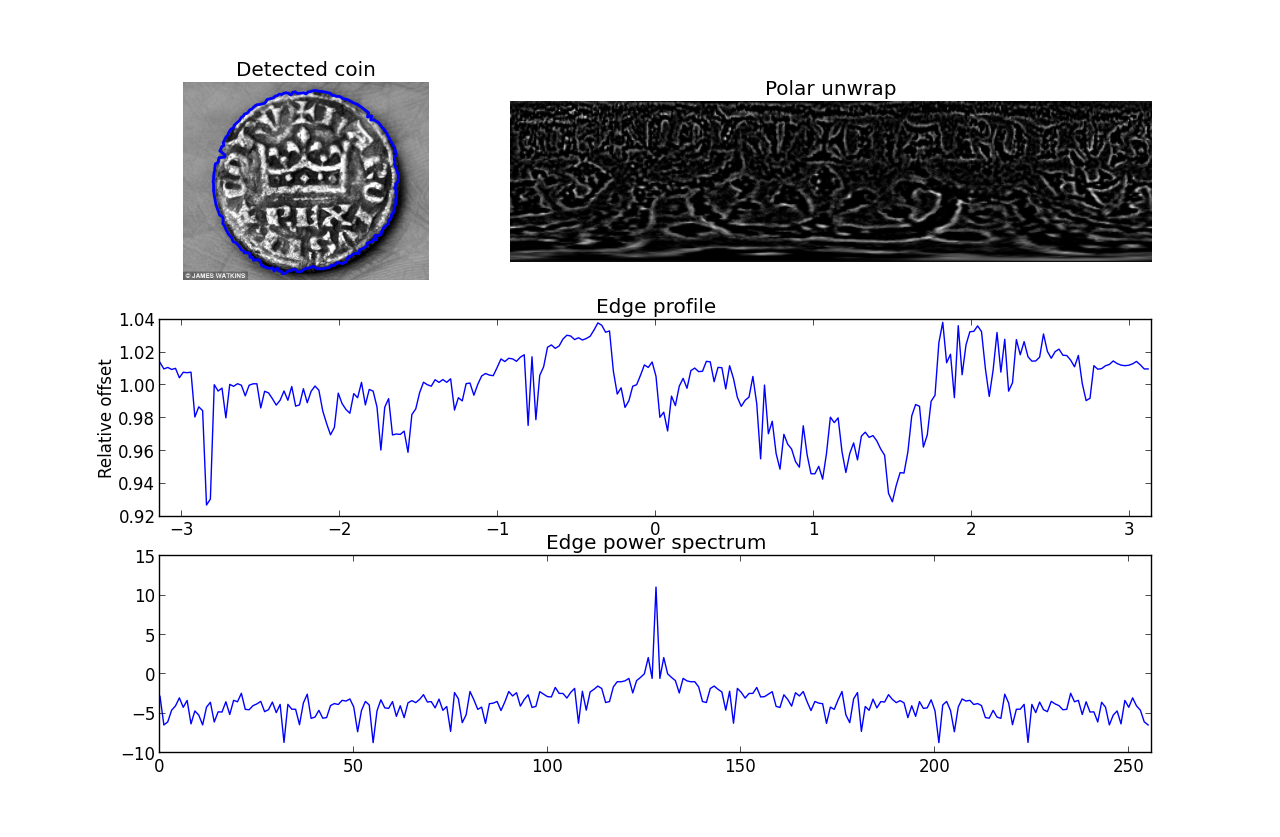 Detected coin
Polar unwrap
REX
© JAMES WATKINS
Edge profile
1.04
1.02
1.00
0.98
0.96
0.94
0.92
Relative offset
−3 −2 −1 0 1 2 3
Edge power spectrum
15
10
5
0
−5
−10
0 50 100 150 200 250